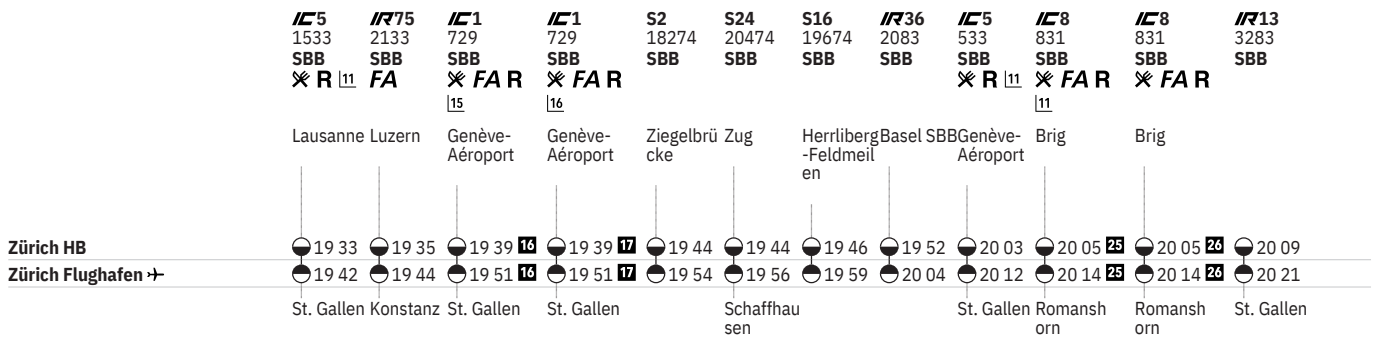 IC5 IR75 IC1 IC1 S2 S24 S16 IR36 IC5 IC8 IC8 IR13
1533 2133 729 729 18274 20474 19674 2083 533 831 831 3283
SBB SBB SBB SBB SBB SBB SBB SBB SBB SBB SBB SBB
R 11 FA FA R FA R R 11 FA R FA R
15 16 11
Lausanne Luzern Genève- Genève- Ziegelbrü Zug Herrliberg Basel SBB Genève- Brig Brig
Aéroport Aéroport cke -Feldmeil Aéroport
en
Zürich HB 19 33 19 35 19 39 16 19 39 17 19 44 19 44 19 46 19 52 20 03 20 05 25 20 05 26 20 09
Zürich Flughafen 19 42 19 44 19 51 16 19 51 17 19 54 19 56 19 59 20 04 20 12 20 14 25 20 14 26 20 21
St. Gallen Konstanz St. Gallen St. Gallen Schaffhau St. Gallen Romansh Romansh St. Gallen
sen orn orn